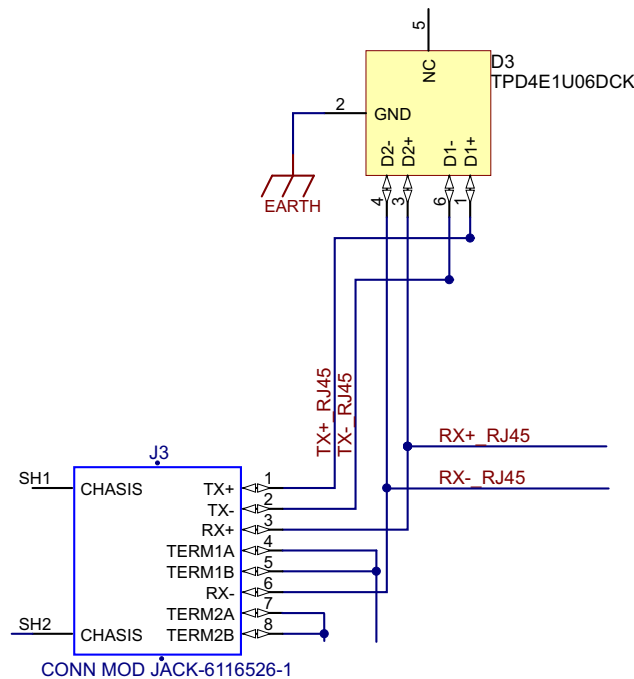 5
NC
D3
TPD4E1U06DCK
2
GND
D2-
D2+
D1-
D1+
4
3
6
1
EARTH
TX+_RJ45
TX-_RJ45
RX+_RJ45
RX-_RJ45
J3
SH1
CHASIS
TX+
1
TX-
2
RX+
3
TERM1A
4
TERM1B
5
RX-
6
TERM2A
7
SH2
CHASIS
TERM2B
8
CONN MOD JACK-6116526-1